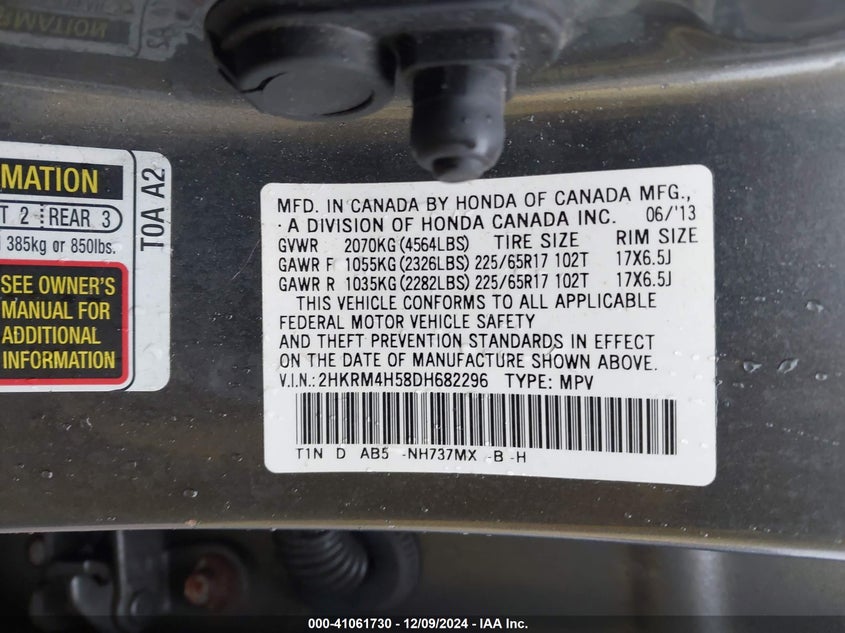 RMATION
MATION
T 2 REAR 3
385kg or 850lbs.
SEE OWNER'S
MANUAL FOR
ADDITIONAL
INFORMATION
T0A A2
MFD. IN CANADA BY HONDA OF CANADA MFG.,
A DIVISION OF HONDA CANADA INC. 06/'13
GVWR 2070KG (4564LBS) TIRE SIZE RIM SIZE
GAWR F 1055KG (2326LBS) 225/65R17 102T 17X6.5J
GAWR R 1035KG (2282LBS) 225/65R17 102T 17X6.5J
THIS VEHICLE CONFORMS TO ALL APPLICABLE
FEDERAL MOTOR VEHICLE SAFETY
AND THEFT PREVENTION STANDARDS IN EFFECT
ON THE DATE OF MANUFACTURE SHOWN ABOVE.
V.I.N.: 2HKRM4H58DH682296 TYPE: MPV
T1N D AB5 -NH737MX -B -H
000-41061730 - 12/09/2024 - IAA Inc.